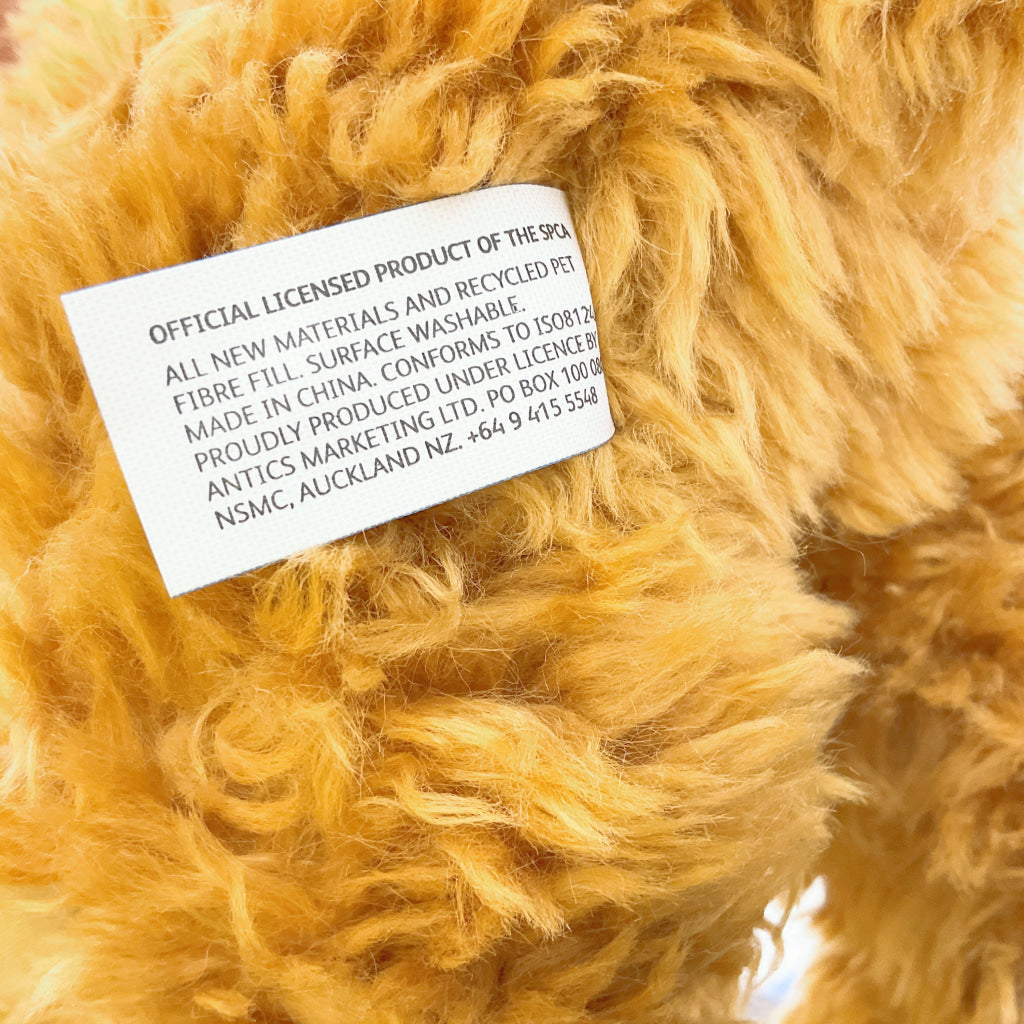 OFFICIAL LICENSED PRODUCT OF THE SPCA
ALL NEW MATERIALS AND RECYCLED PET
FIBRE FILL. SURFACE WASHABLE.
MADE IN CHINA. CONFORMS TO ISO8124
PROUDLY PRODUCED UNDER LICENCE BY
ANTICS MARKETING LTD. PO BOX 100
NSMC, AUCKLAND NZ. +64 9 415 5548